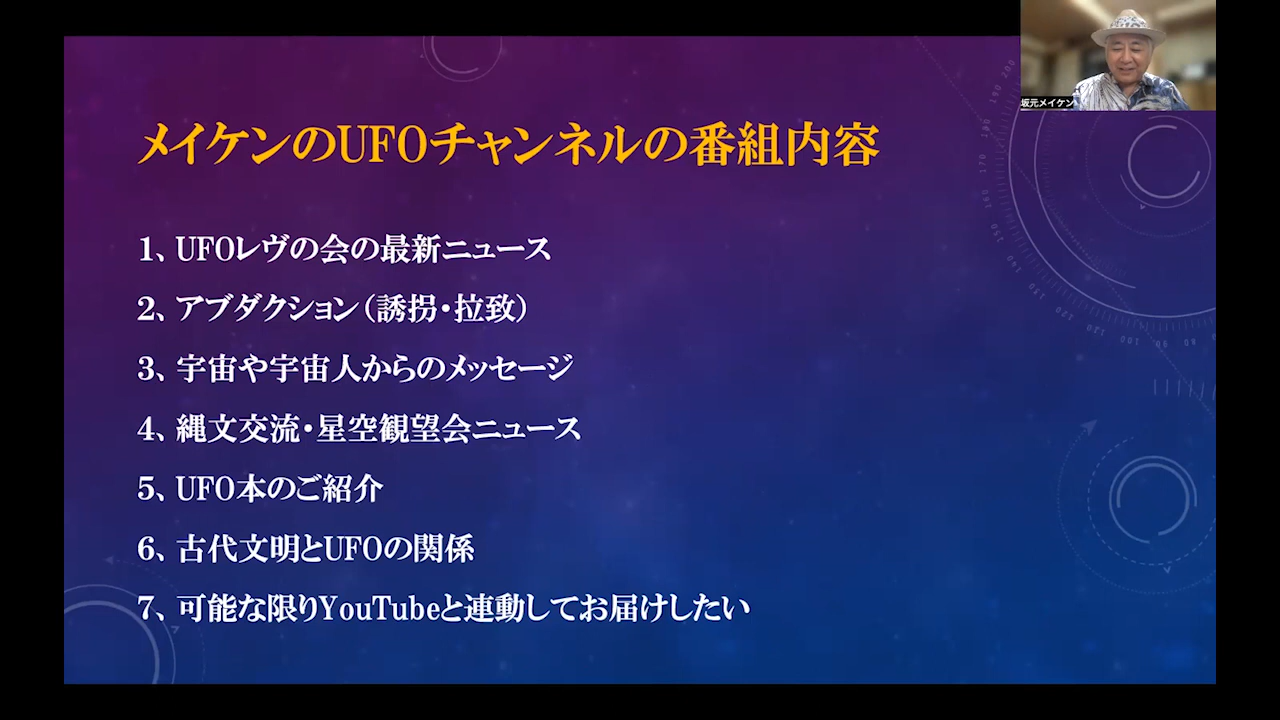 メイケンのUFOチャンネルの番組内容
坂元メイケン
1、UFOレヴの会の最新ニュース
2、アブダクション（誘拐・拉致）
3、宇宙や宇宙人からのメッセージ
4、縄文交流・星空観望会ニュース
5、UFO本のご紹介
6、古代文明とUFOの関係
7、可能な限りYouTubeと連動してお届けしたい